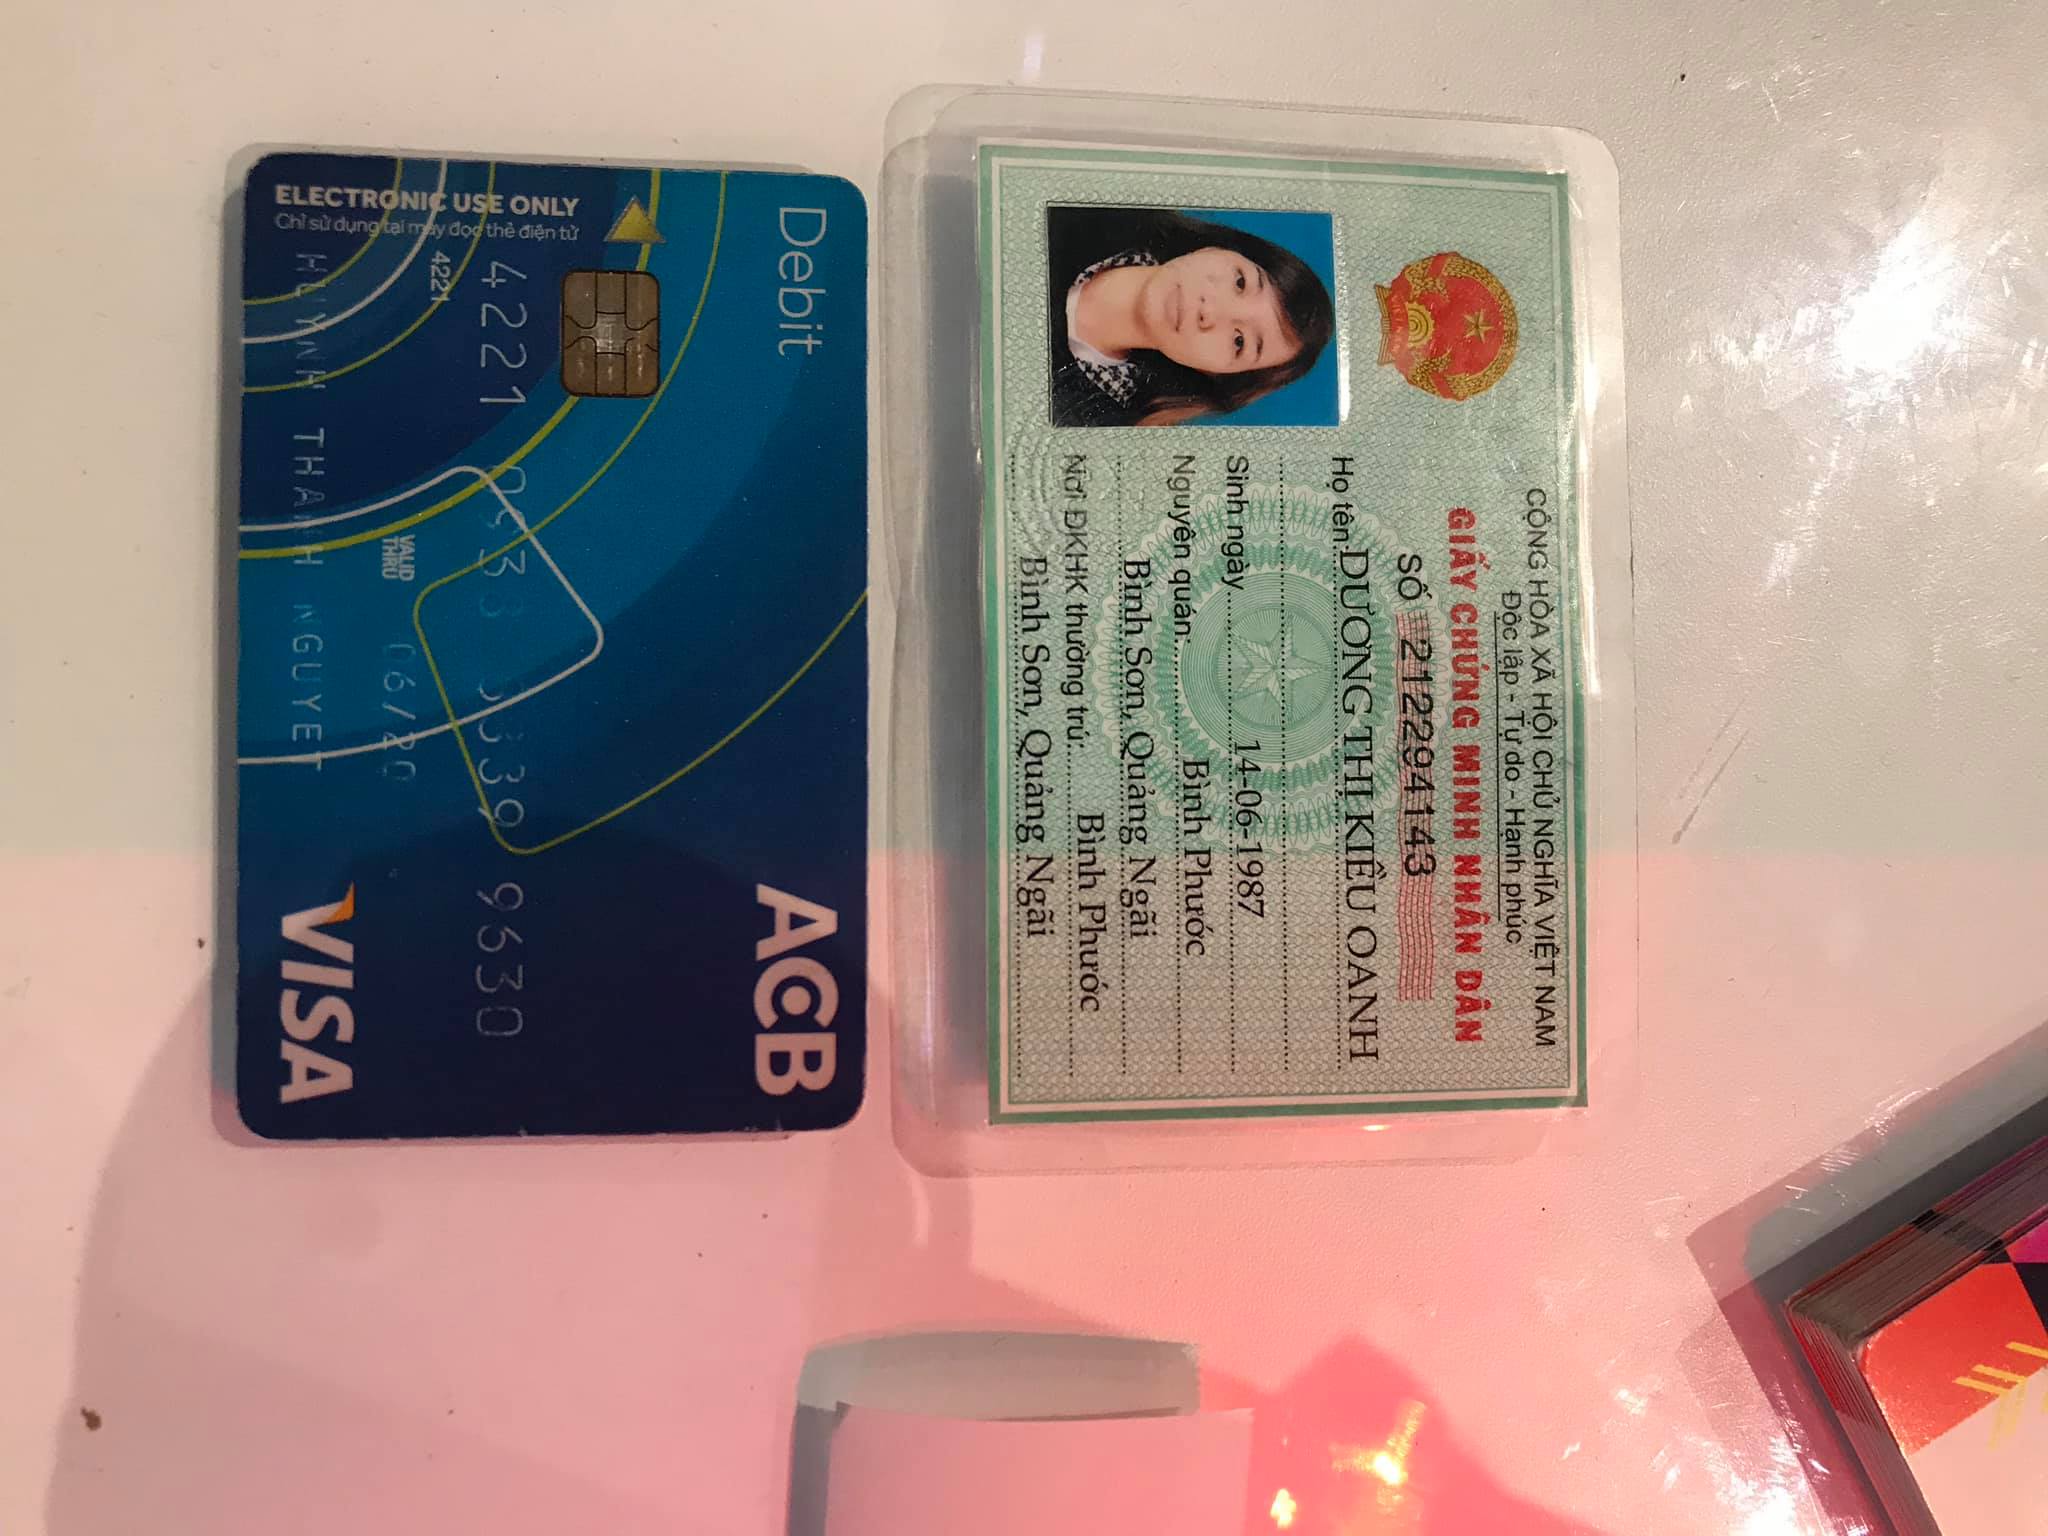 Debit
ACB
4221
4221
VALID THRU
06/20
ELECTRONIC USE ONLY
Chỉ sử dụng tại máy đọc thẻ điện tử
HUYNH THANH NGUYET
VISA
CỘNG HÒA XÃ HỘI CHỦ NGHĨA VIỆT NAM
Độc lập - Tự do - Hạnh phúc
GIẤY CHỨNG MINH NHÂN DÂN
SỐ 212294143
Họ tên DƯƠNG THỊ KIỀU OANH
Sinh ngày 14-06-1987
Nguyên quán: Bình Phước
Bình Sơn, Quảng Ngãi
Nơi ĐKHK thường trú: Bình Phước
Bình Sơn, Quảng Ngãi